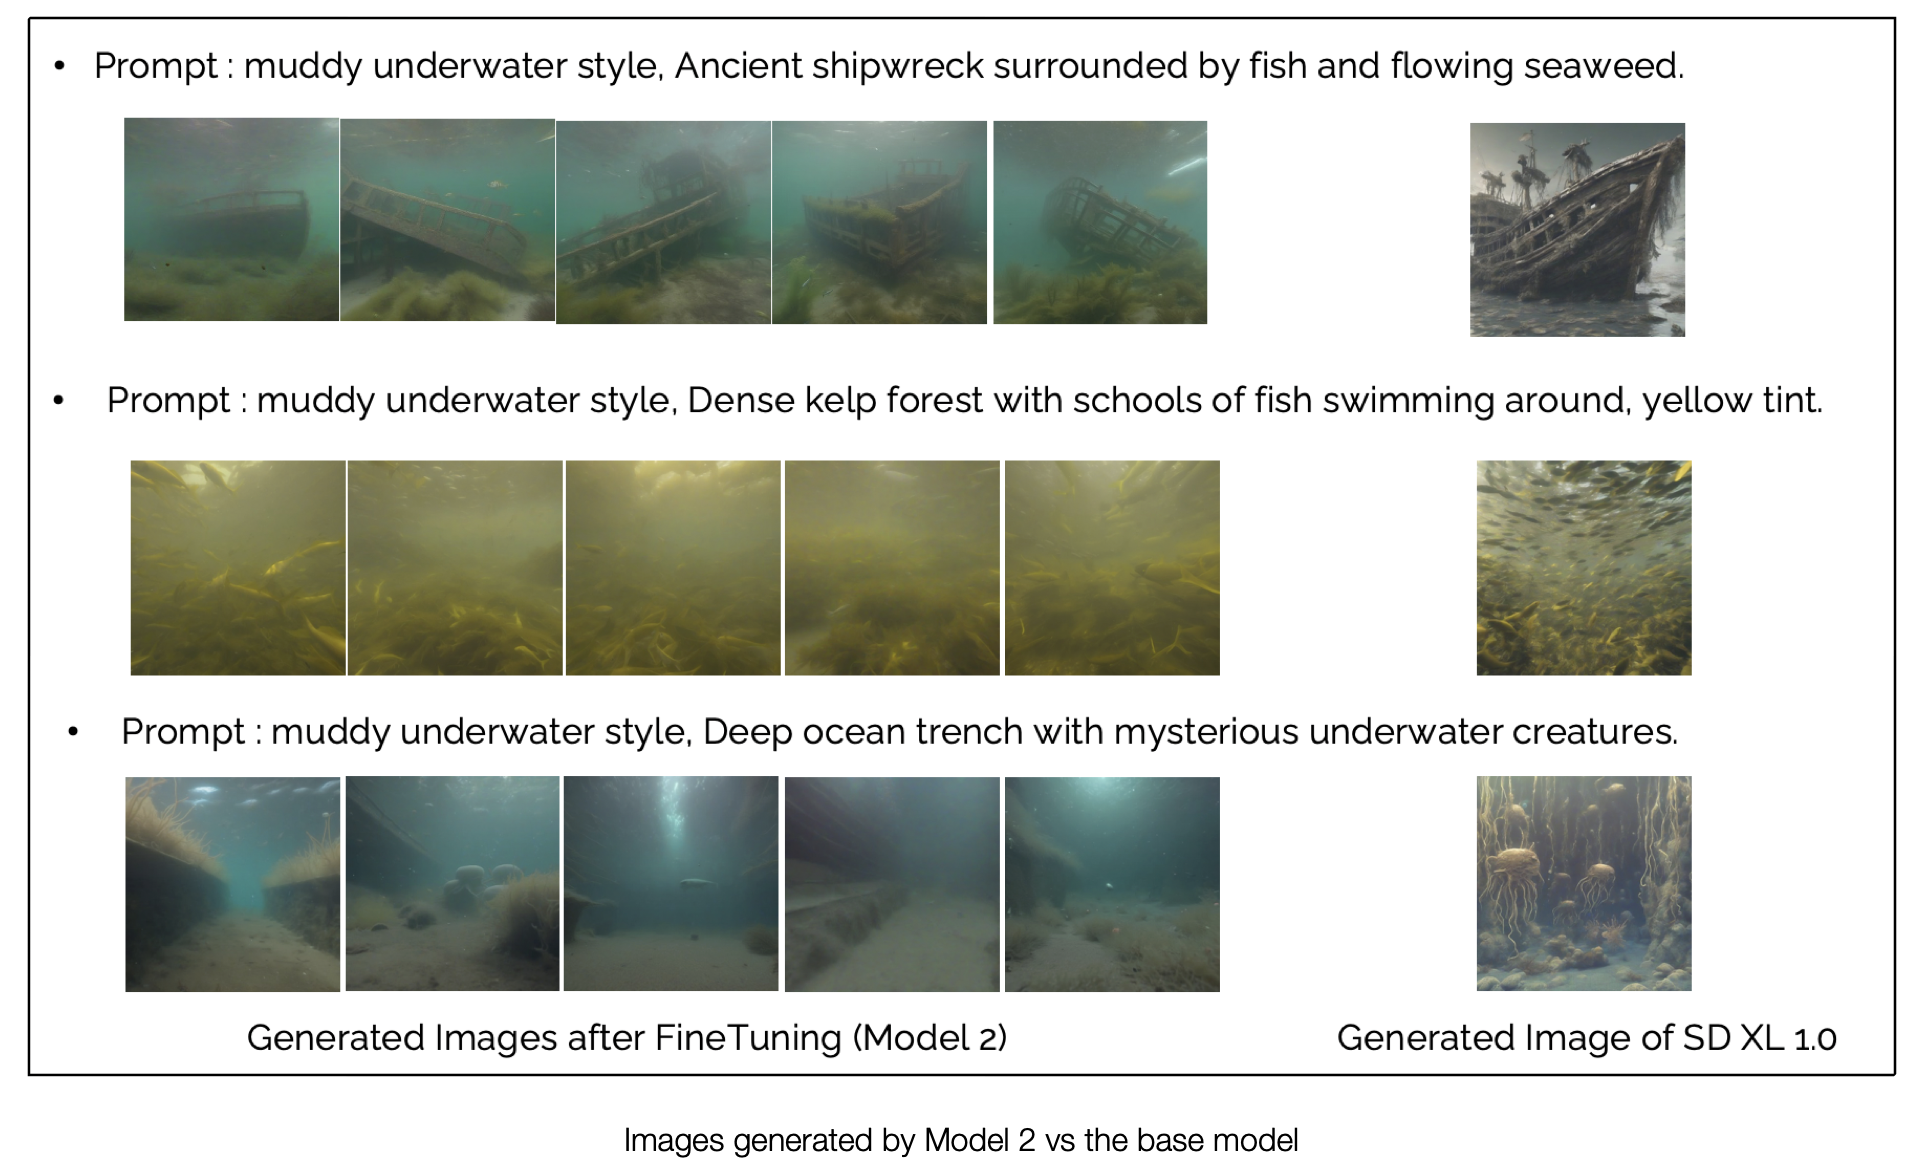 • Prompt : muddy underwater style, Ancient shipwreck surrounded by fish and flowing seaweed.
• Prompt : muddy underwater style, Dense kelp forest with schools of fish swimming around, yellow tint.
• Prompt : muddy underwater style, Deep ocean trench with mysterious underwater creatures.
Generated Images after FineTuning (Model 2)
Generated Image of SD XL 1.0
Images generated by Model 2 vs the base model